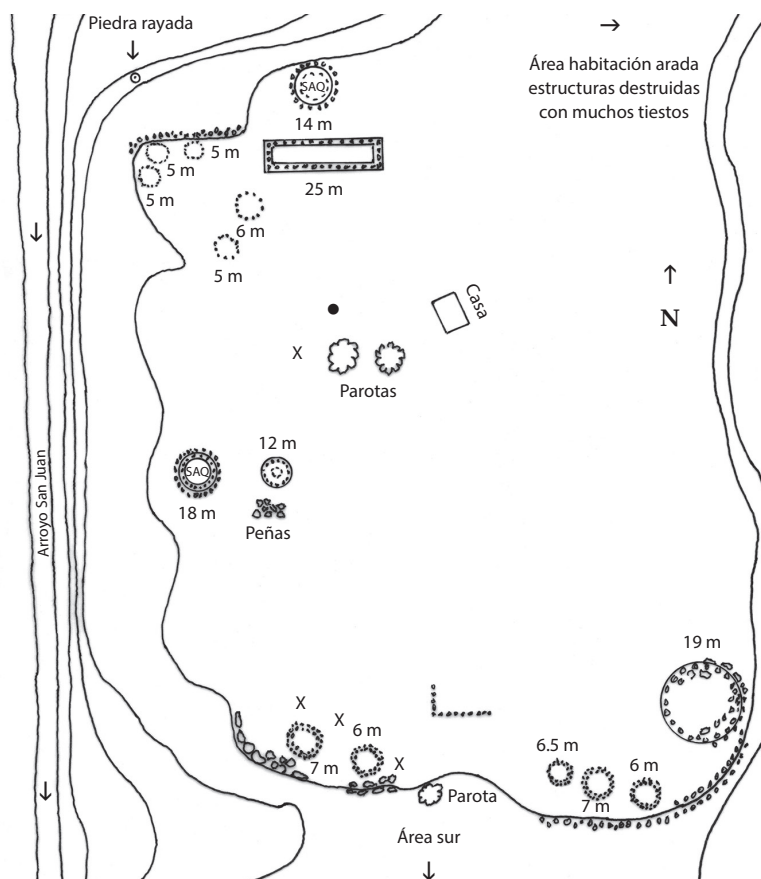 Piedra rayada
Área habitación arada
estructuras destruidas
con muchos tiestos
SAQ
14 m
5 m
5 m
5 m
25 m
6 m
5 m
N
Casa
X
Parotas
Arroyo San Juan
12 m
SAQ
18 m
Peñas
19 m
X
X
6 m
7 m
X
6.5 m
6 m
7 m
Parota
Área sur